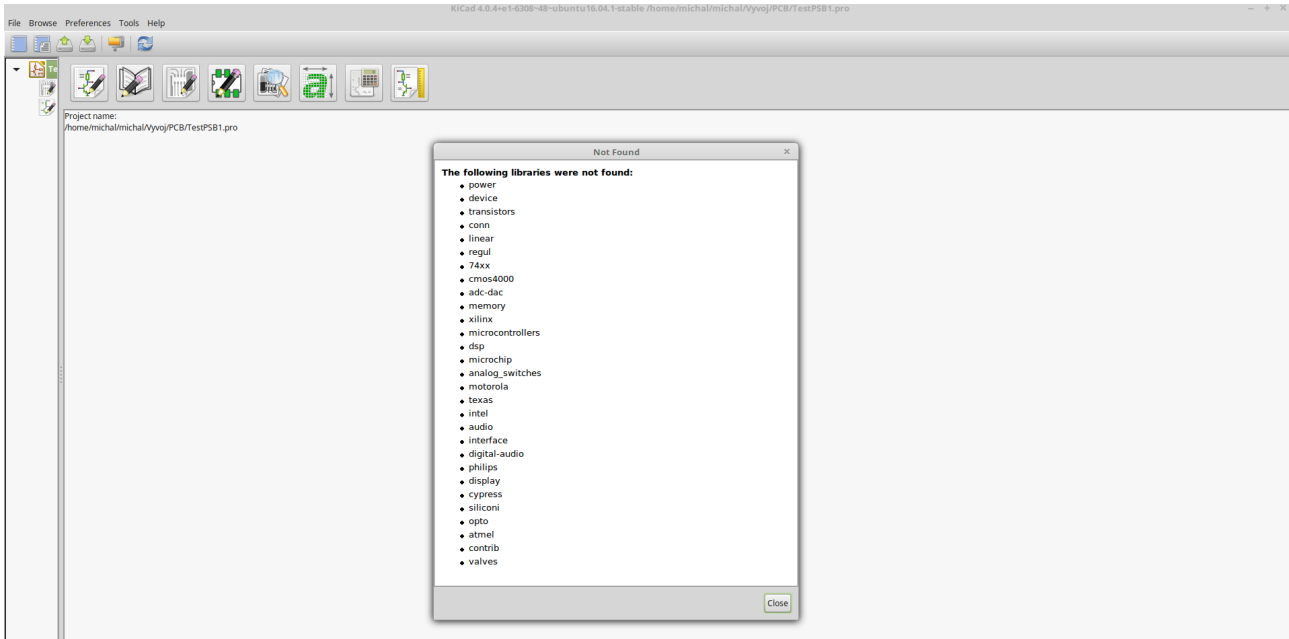 KiCad 4.0.4+e1-6308~48~ubuntu16.04.1-stable /home/michal/michal/Vyvoj/PCB/TestPSB1.pro
File Browse Preferences Tools Help
Te
Project name:
/home/michal/michal/Vyvoj/PCB/TestPSB1.pro
Not Found
The following libraries were not found:
power
device
transistors
conn
linear
regul
74xx
cmos4000
adc-dac
memory
xilinx
microcontrollers
dsp
microchip
analog_switches
motorola
texas
intel
audio
interface
digital-audio
philips
display
cypress
siliconi
opto
atmel
contrib
valves
Close